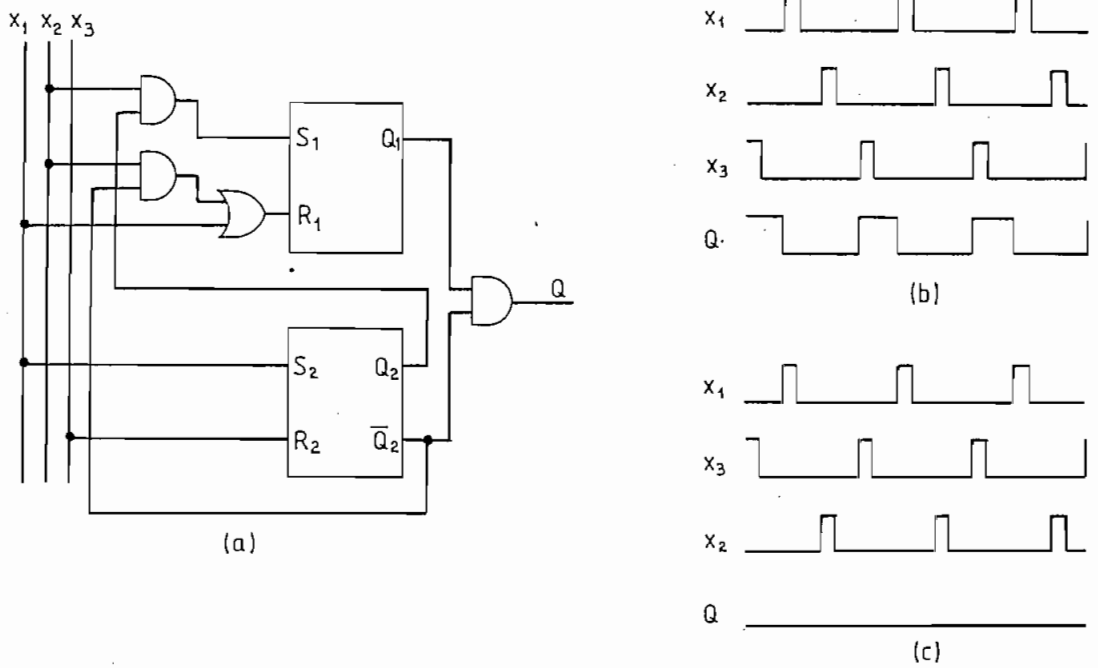 X₁ X₂ X₃
S₁ Q₁
R₁
Q
S₂ Q₂
R₂ Q̅₂
(a)
X₁
X₂
X₃
Q.
(b)
X₁
X₃
X₂
Q
(c)